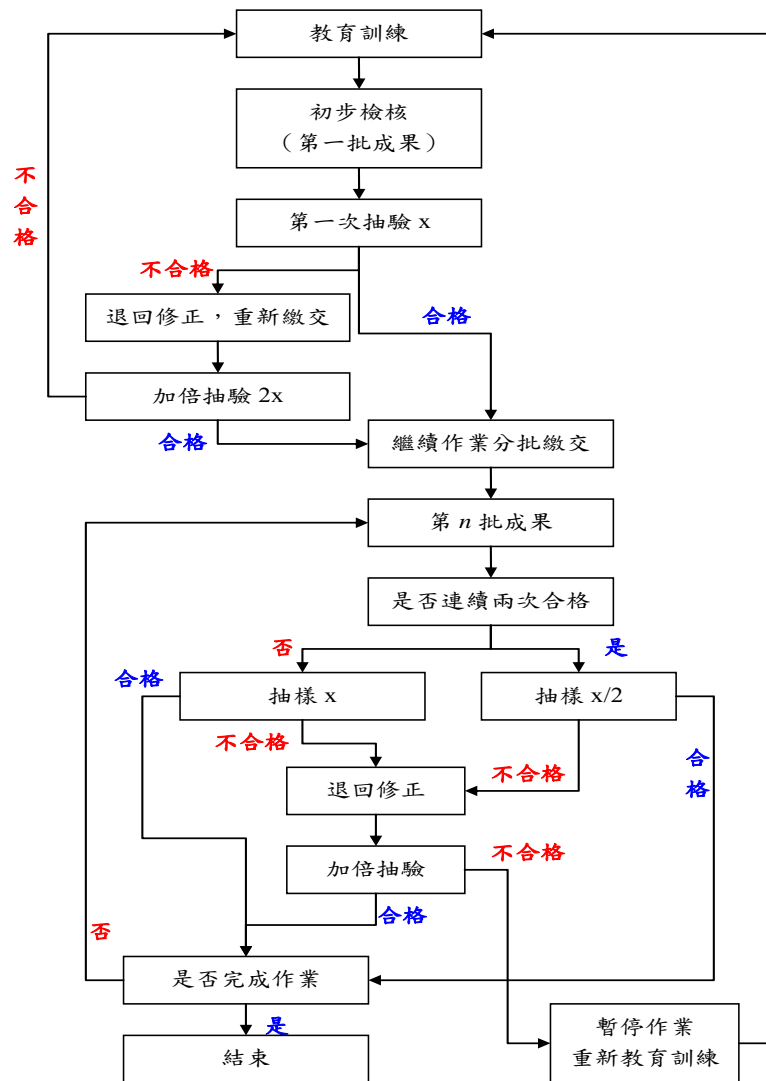 教育訓練
初步檢核
（第一批成果）
不合格
第一次抽驗 x
不合格
退回修正，重新繳交
合格
加倍抽驗 2x
合格
繼續作業分批繳交
第 n 批成果
是否連續兩次合格
否
是
合格
抽樣 x
抽樣 x/2
不合格
合格
不合格
退回修正
加倍抽驗
不合格
合格
否
是否完成作業
是
結束
暫停作業
重新教育訓練